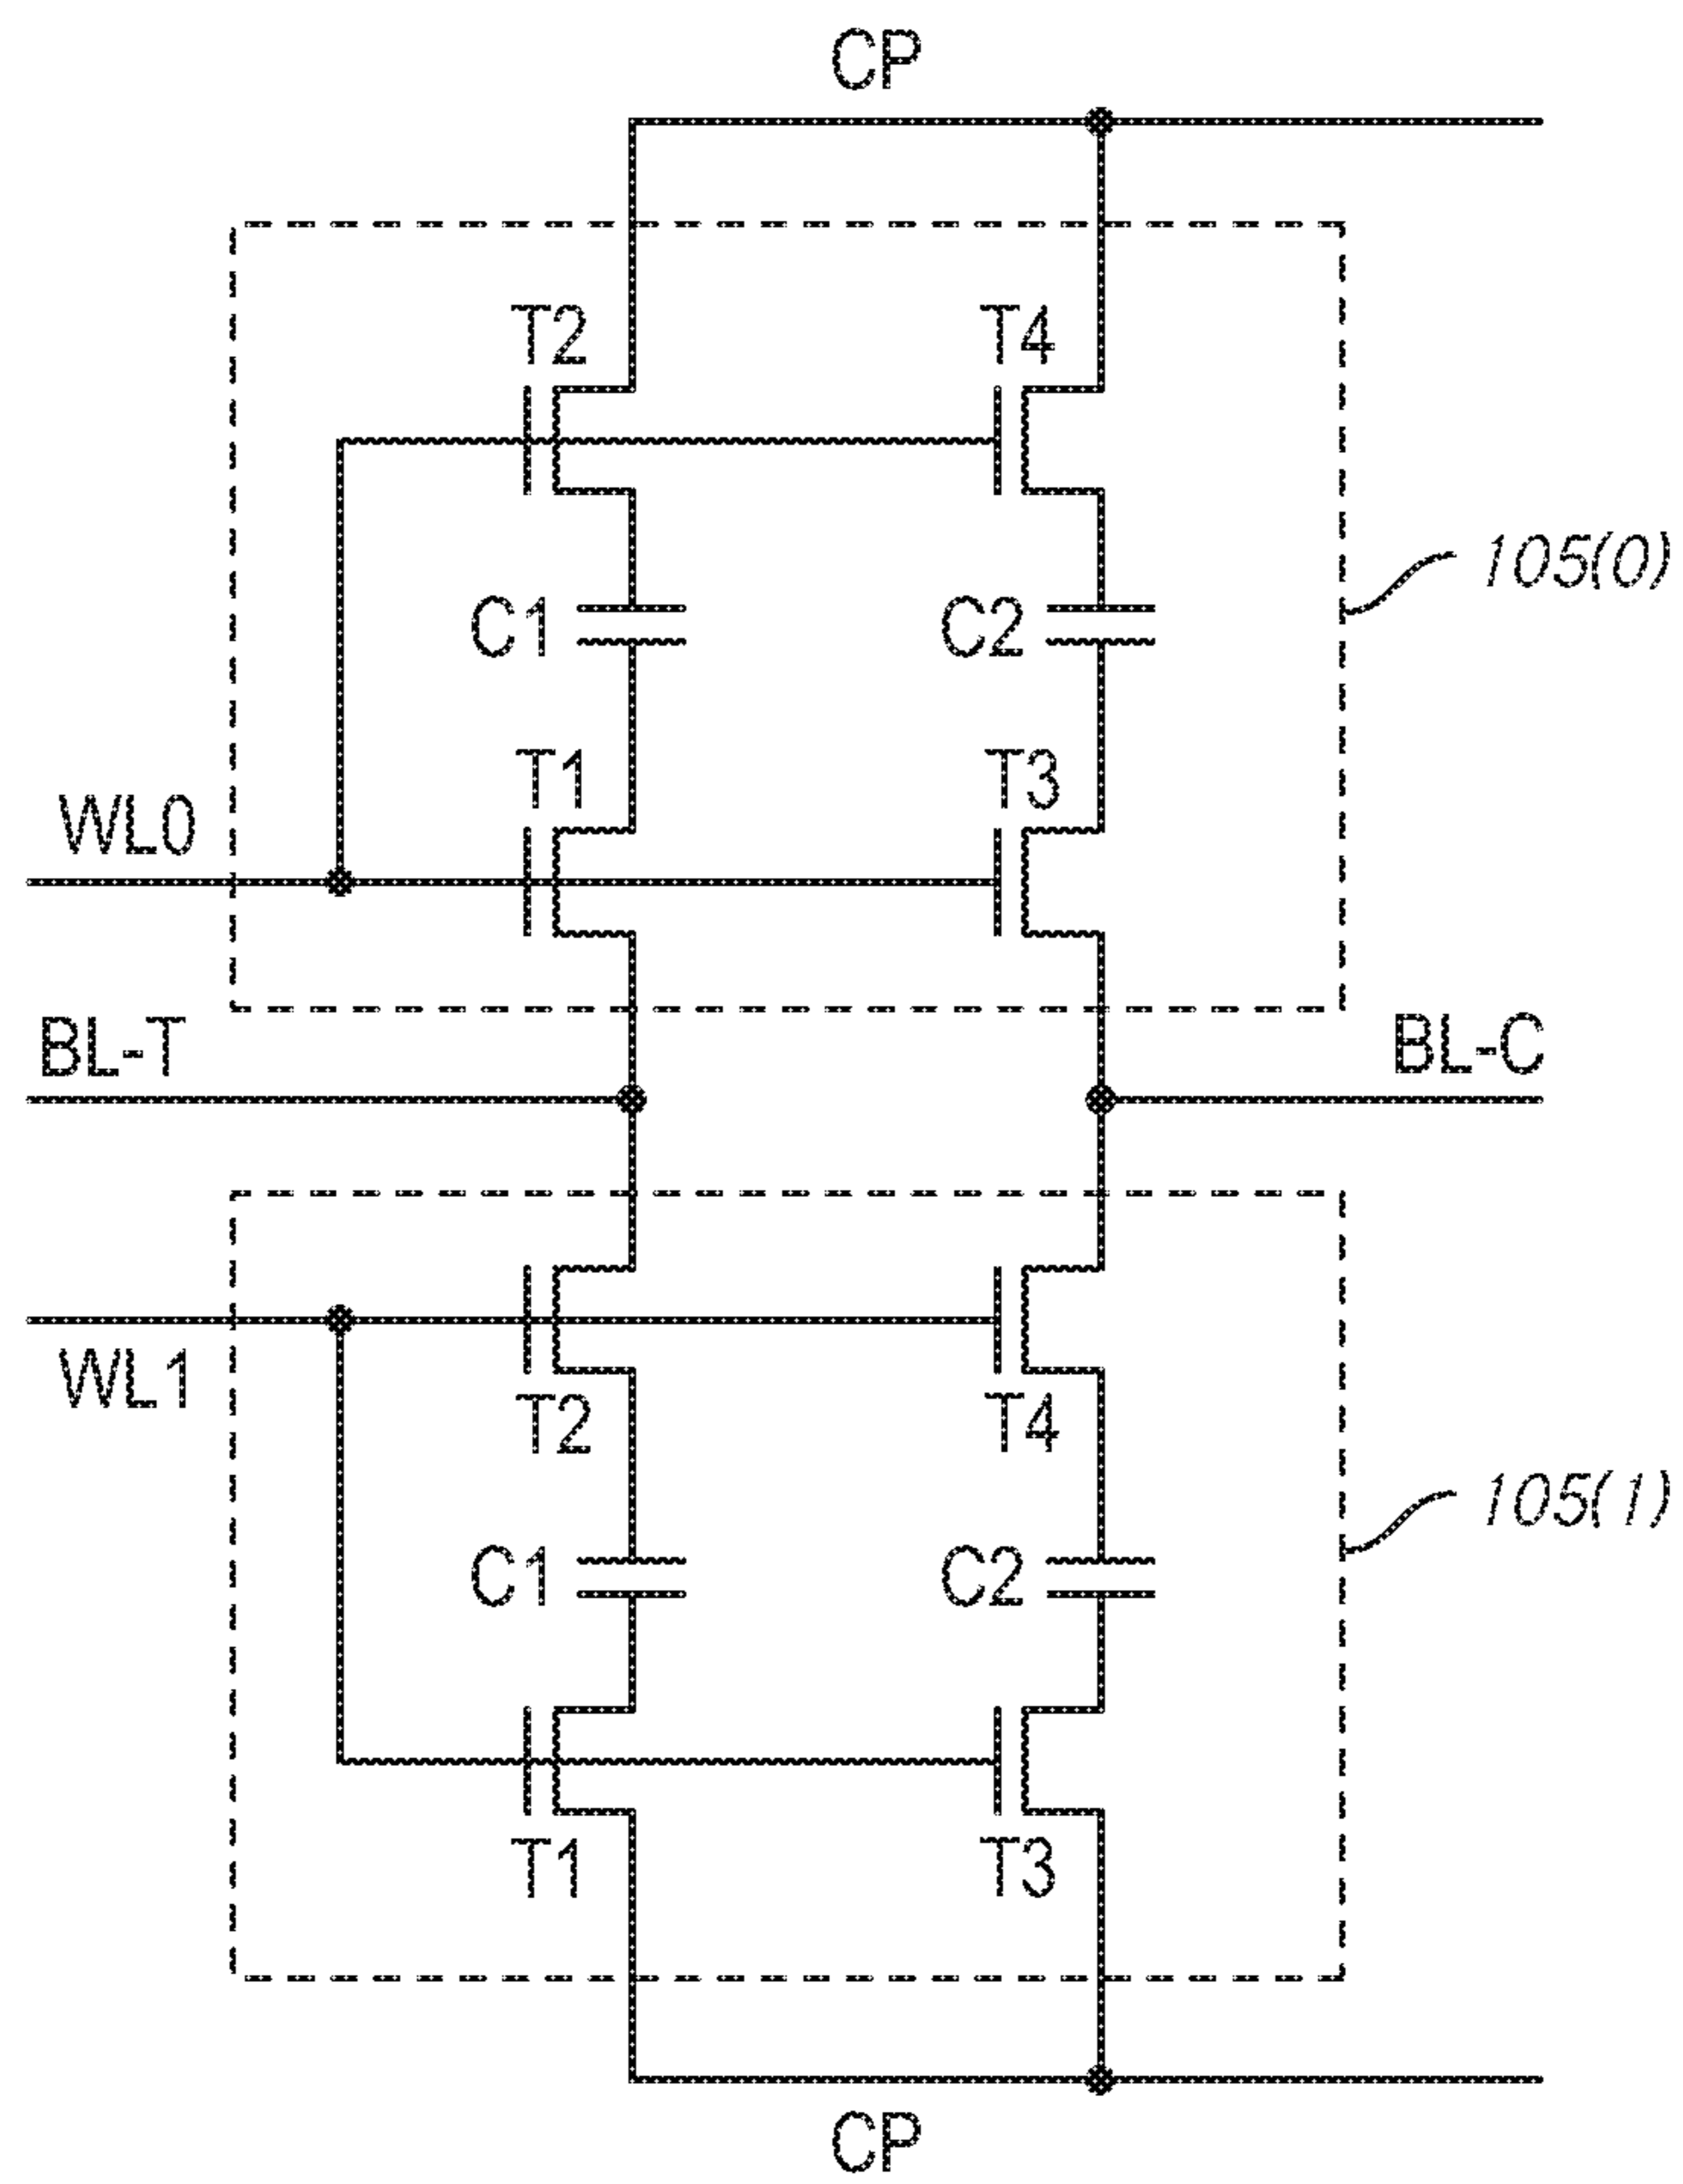 CP
T2
T4
105(0)
C1
C2
T1
T3
WL0
BL-T
BL-C
WL1
T2
T4
105(1)
C1
C2
T1
T3
CP